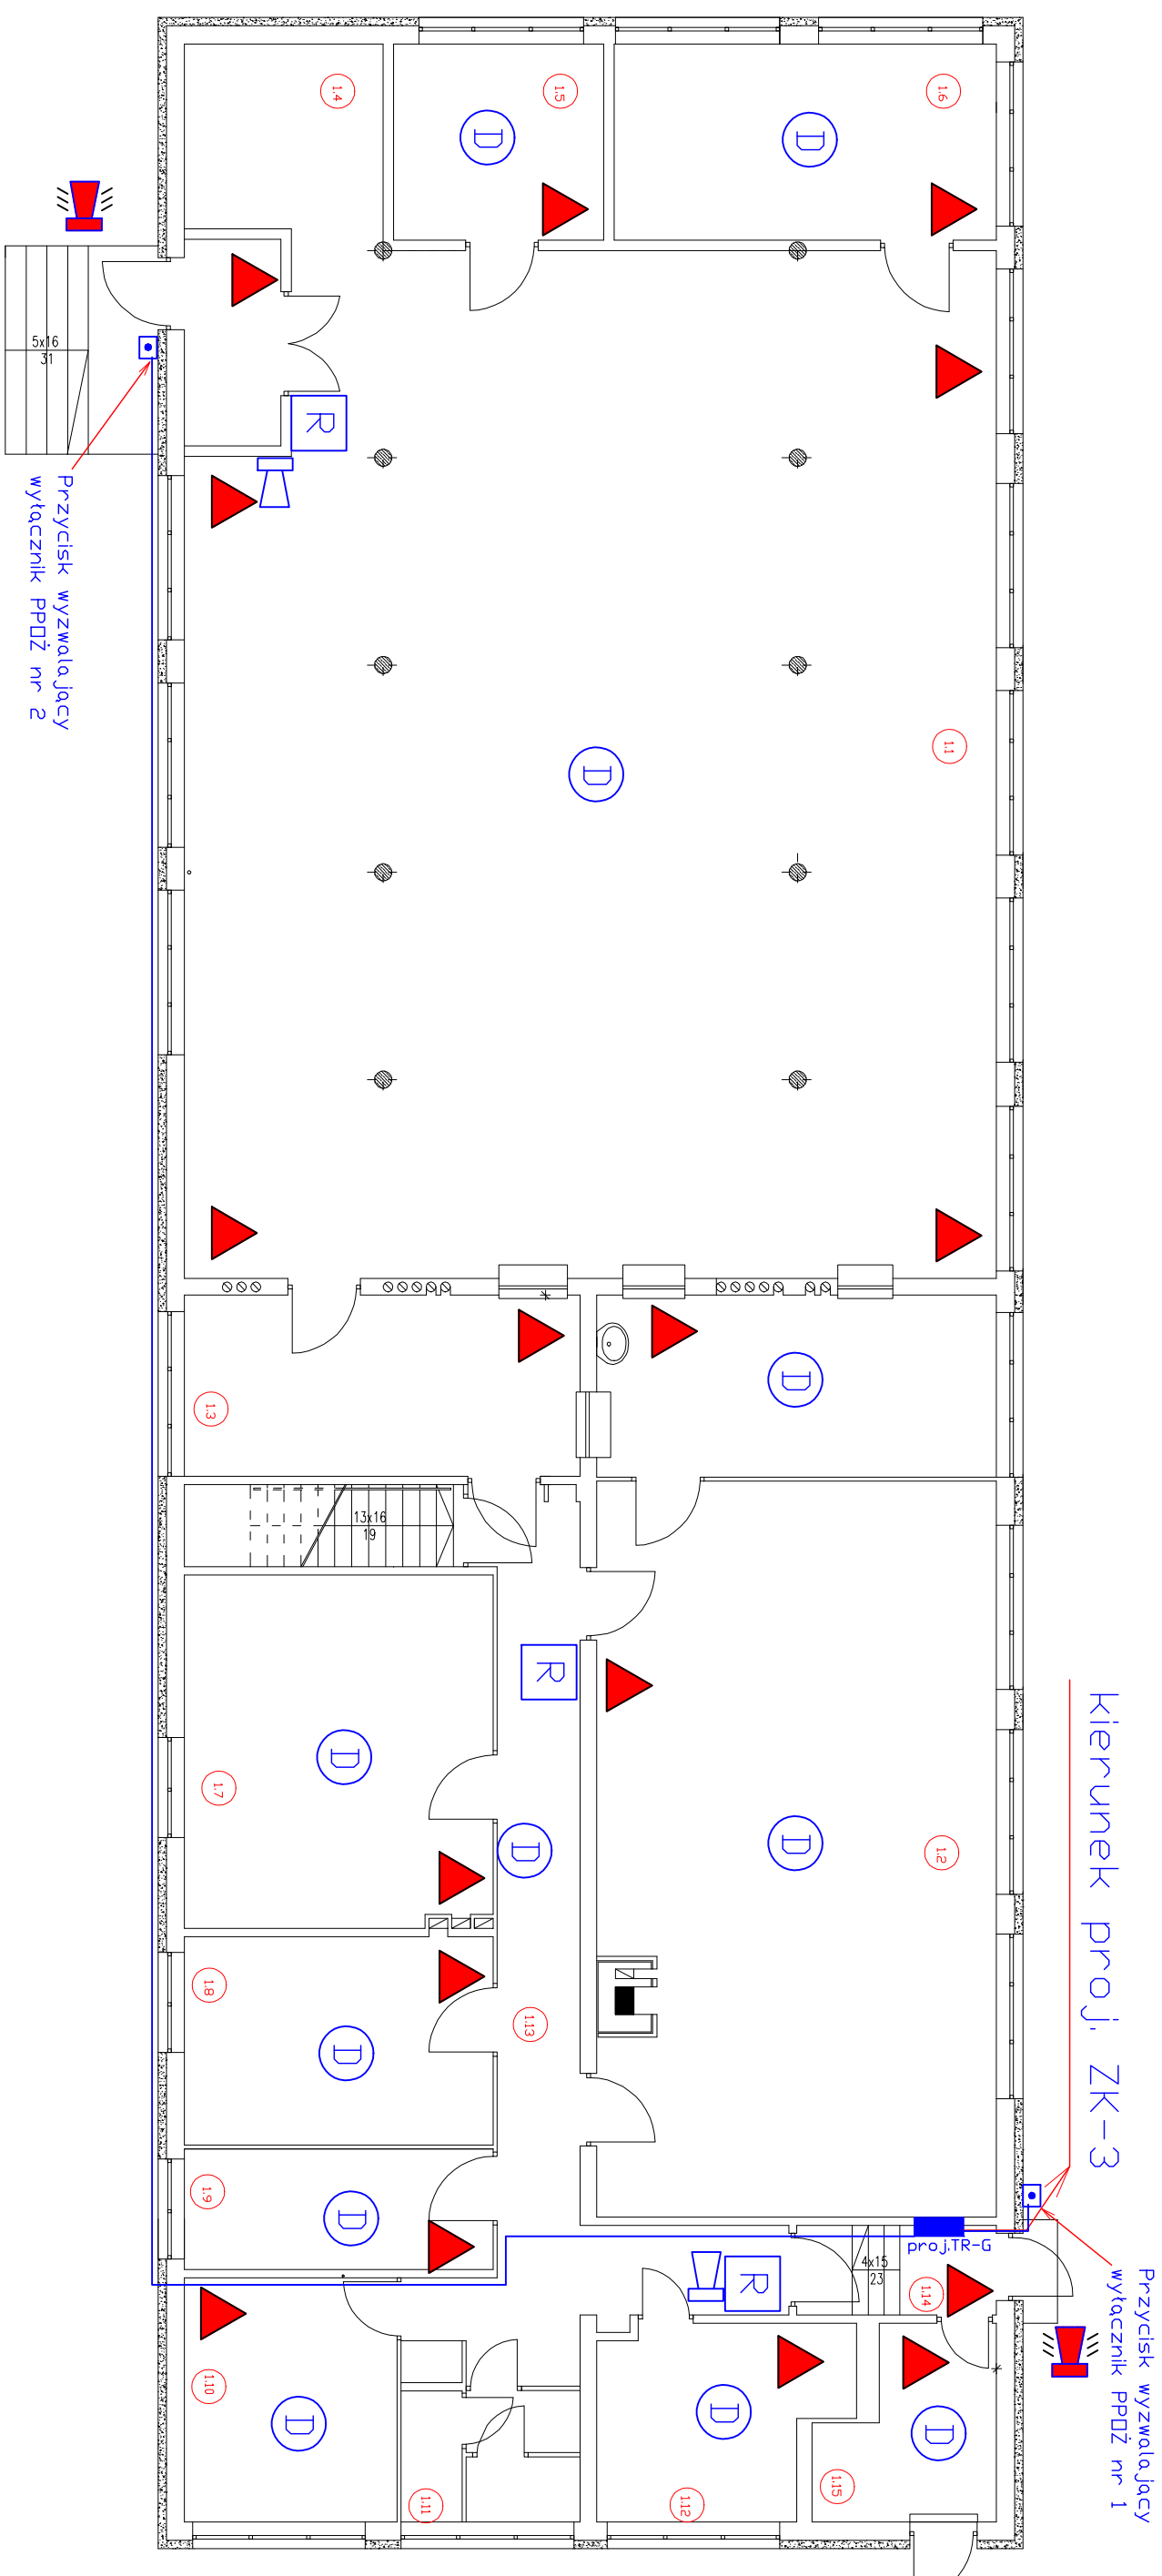 1.4
1.5
1.6
D
D
5x16
31
R
Przycisk wyzwalający
wyłącznik PPOŻ nr 2
1.1
D
D
1.3
13x16
19
R
D
1.7
D
D
1.2
kierunek proj. ZK-3
1.8
D
1.13
1.9
D
proj.TR-G
4x15
23
R
1.14
Przycisk wyzwalający
wyłącznik PPOŻ nr 1
1.10
D
D
D
1.11
1.12
1.15